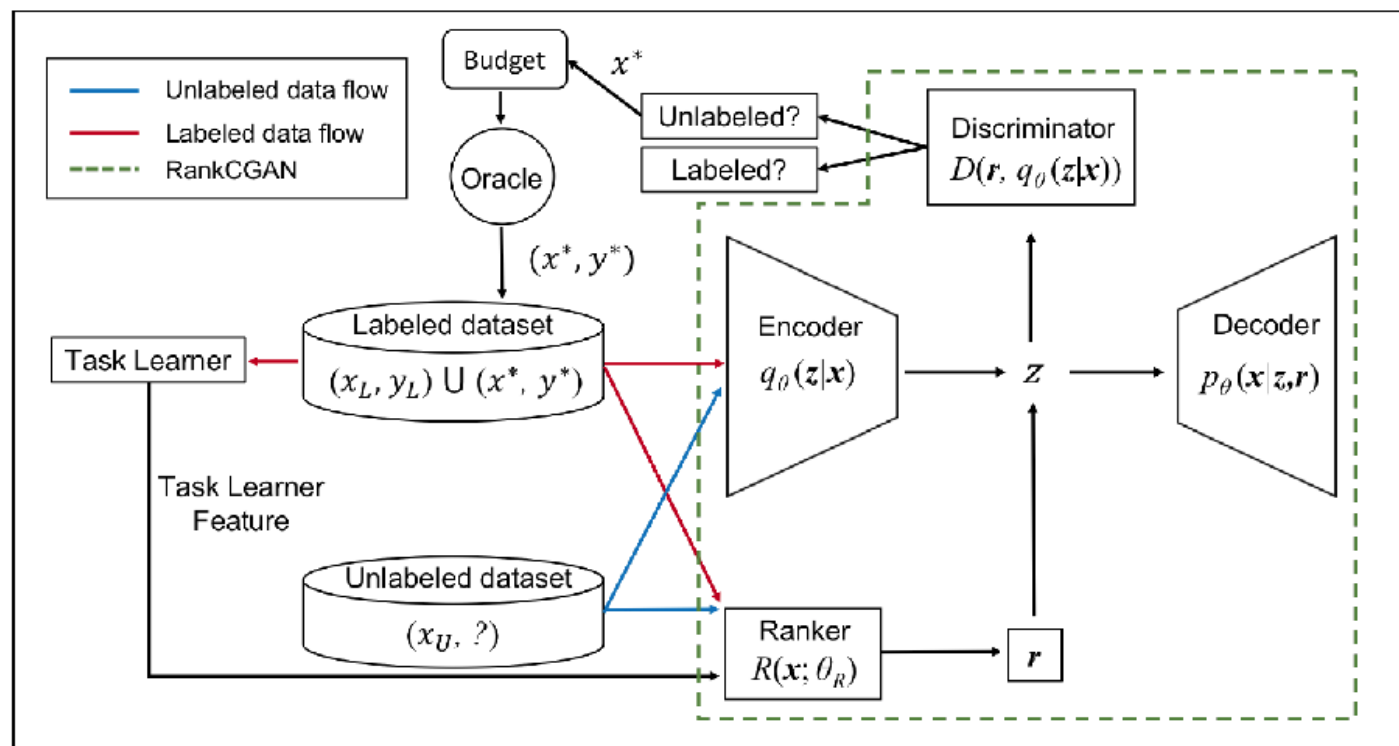 Budget
x*
Unlabeled data flow
Labeled data flow
RankCGAN
Unlabeled?
Labeled?
Discriminator
D(r, qθ(z|x))
Oracle
(x*, y*)
Labeled dataset
(xL, yL) ∪ (x*, y*)
Task Learner
Encoder
qθ(z|x)
z
Decoder
pθ(x|z,r)
Task Learner
Feature
Unlabeled dataset
(xU, ?)
Ranker
R(x; θR)
r